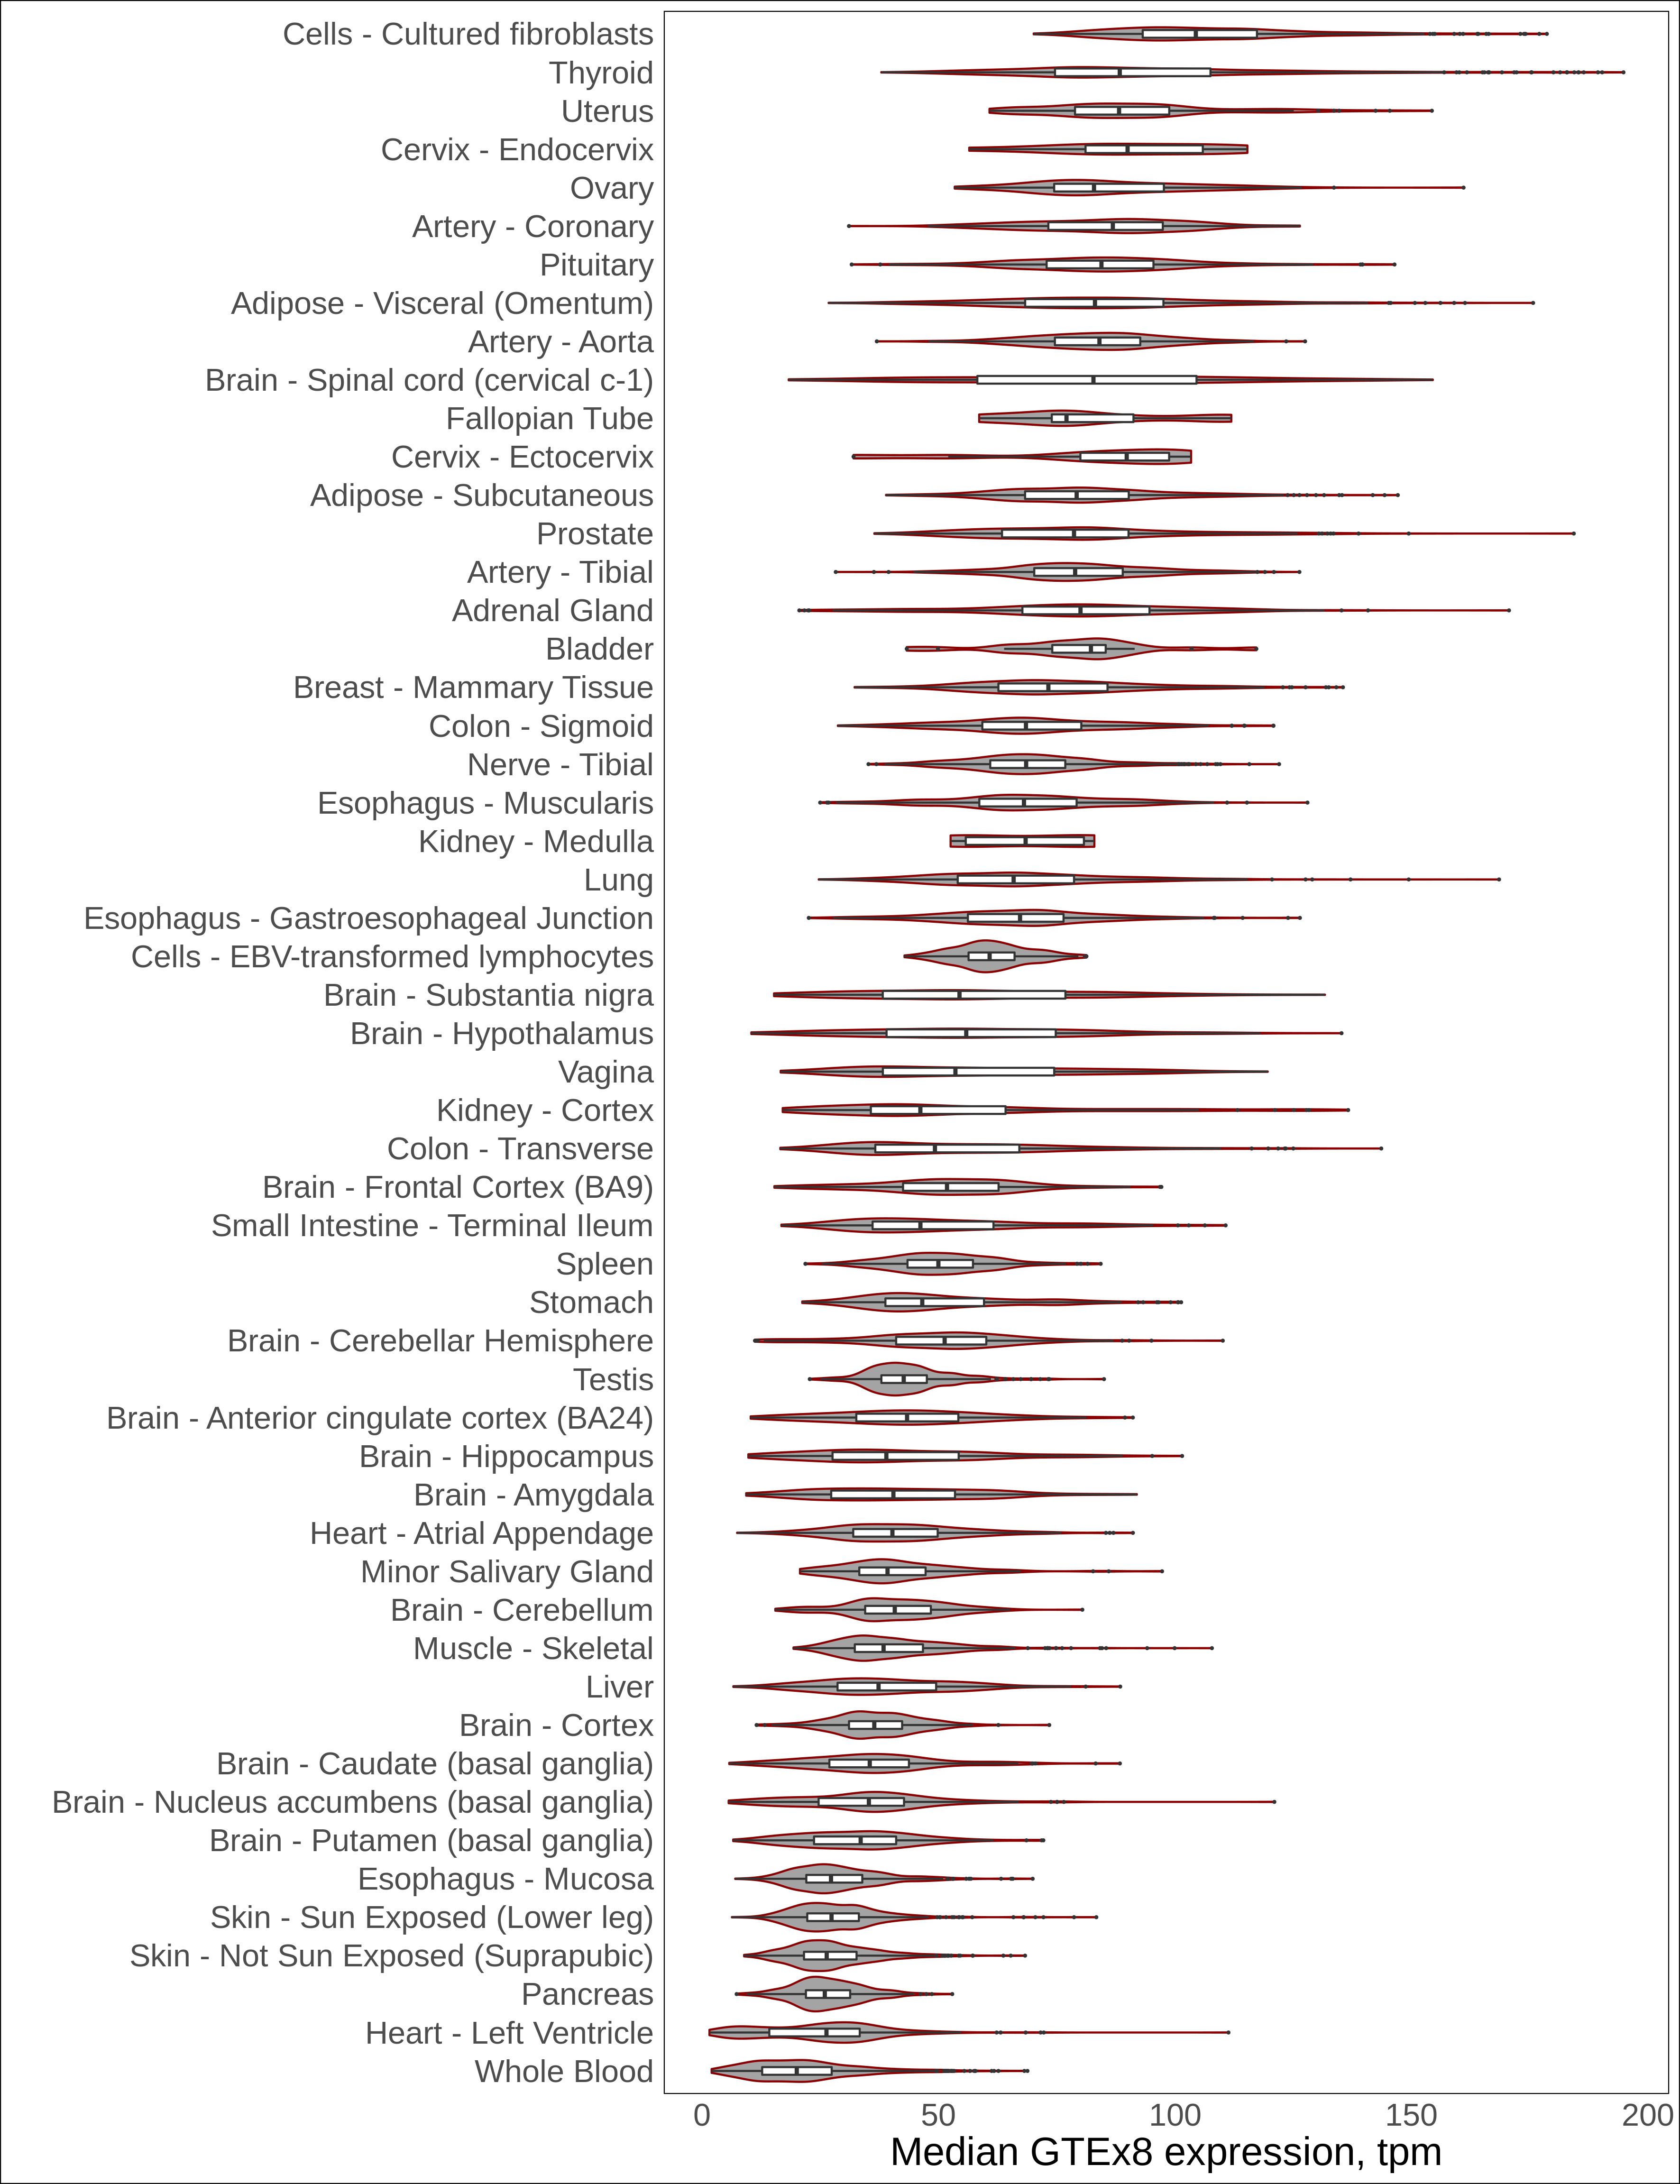 Cells - Cultured fibroblasts
Thyroid
Uterus
Cervix - Endocervix
Ovary
Artery - Coronary
Pituitary
Adipose - Visceral (Omentum)
Artery - Aorta
Brain - Spinal cord (cervical c-1)
Fallopian Tube
Cervix - Ectocervix
Adipose - Subcutaneous
Prostate
Artery - Tibial
Adrenal Gland
Bladder
Breast - Mammary Tissue
Colon - Sigmoid
Nerve - Tibial
Esophagus - Muscularis
Kidney - Medulla
Lung
Esophagus - Gastroesophageal Junction
Cells - EBV-transformed lymphocytes
Brain - Substantia nigra
Brain - Hypothalamus
Vagina
Kidney - Cortex
Colon - Transverse
Brain - Frontal Cortex (BA9)
Small Intestine - Terminal Ileum
Spleen
Stomach
Brain - Cerebellar Hemisphere
Testis
Brain - Anterior cingulate cortex (BA24)
Brain - Hippocampus
Brain - Amygdala
Heart - Atrial Appendage
Minor Salivary Gland
Brain - Cerebellum
Muscle - Skeletal
Liver
Brain - Cortex
Brain - Caudate (basal ganglia)
Brain - Nucleus accumbens (basal ganglia)
Brain - Putamen (basal ganglia)
Esophagus - Mucosa
Skin - Sun Exposed (Lower leg)
Skin - Not Sun Exposed (Suprapubic)
Pancreas
Heart - Left Ventricle
Whole Blood
0 50 100 150 200
Median GTEx8 expression, tpm